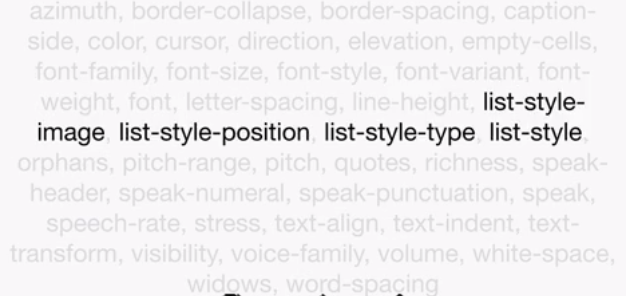 azimuth, border-collapse, border-spacing, caption-
side, color, cursor, direction, elevation, empty-cells,
font-family, font-size, font-style, font-variant, font-
weight, font, letter-spacing, line-height, list-style-
image, list-style-position, list-style-type, list-style,
orphans, pitch-range, pitch, quotes, richness, speak-
header, speak-numeral, speak-punctuation, speak,
speech-rate, stress, text-align, text-indent, text-
transform, visibility, voice-family, volume, white-space,
widows, word-spacing